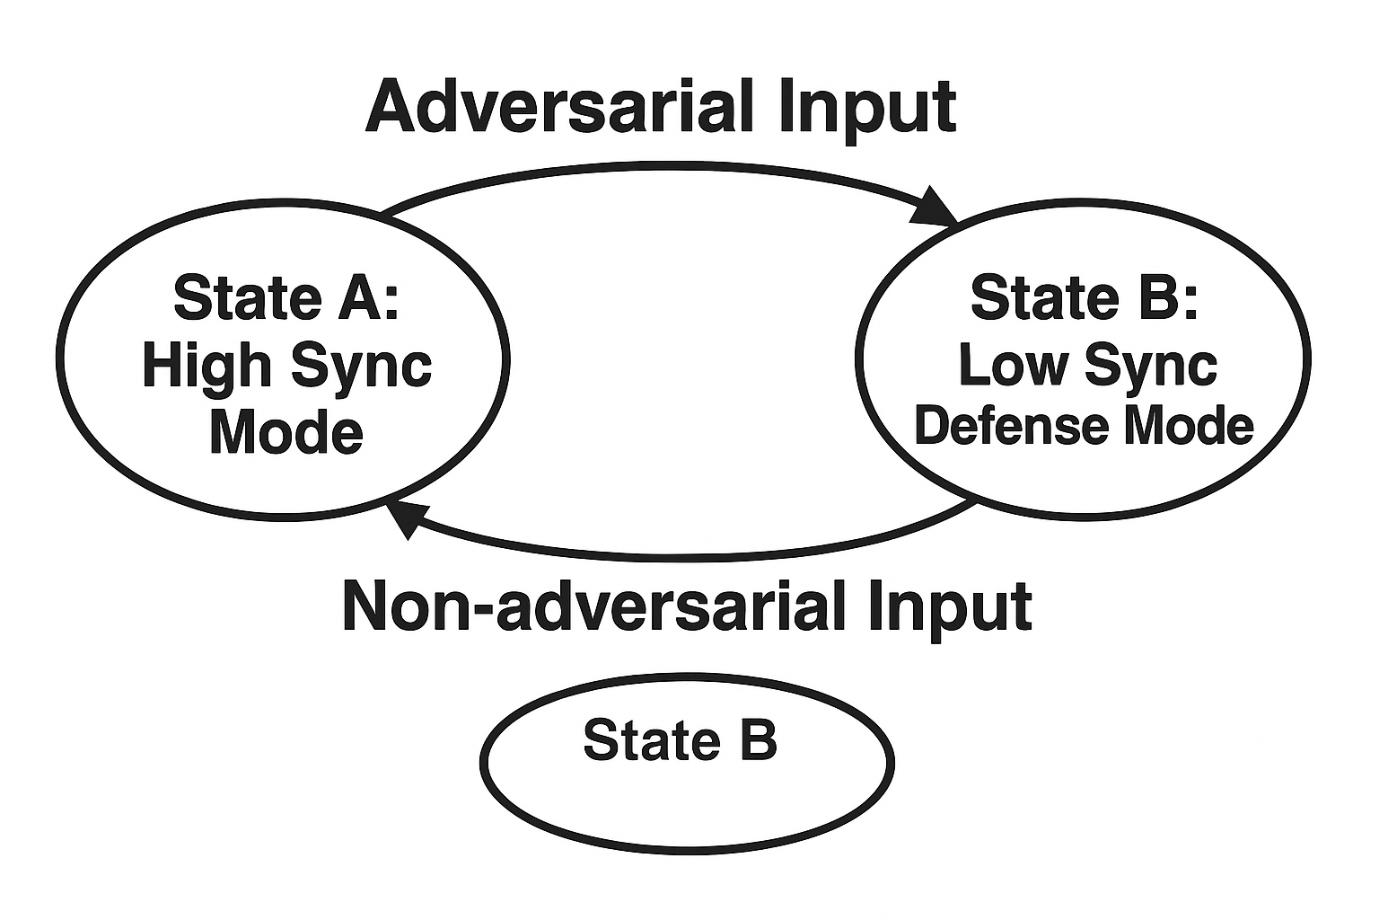 Adversarial Input
State A:
High Sync
Mode
State B:
Low Sync
Defense Mode
Non-adversarial Input
State B